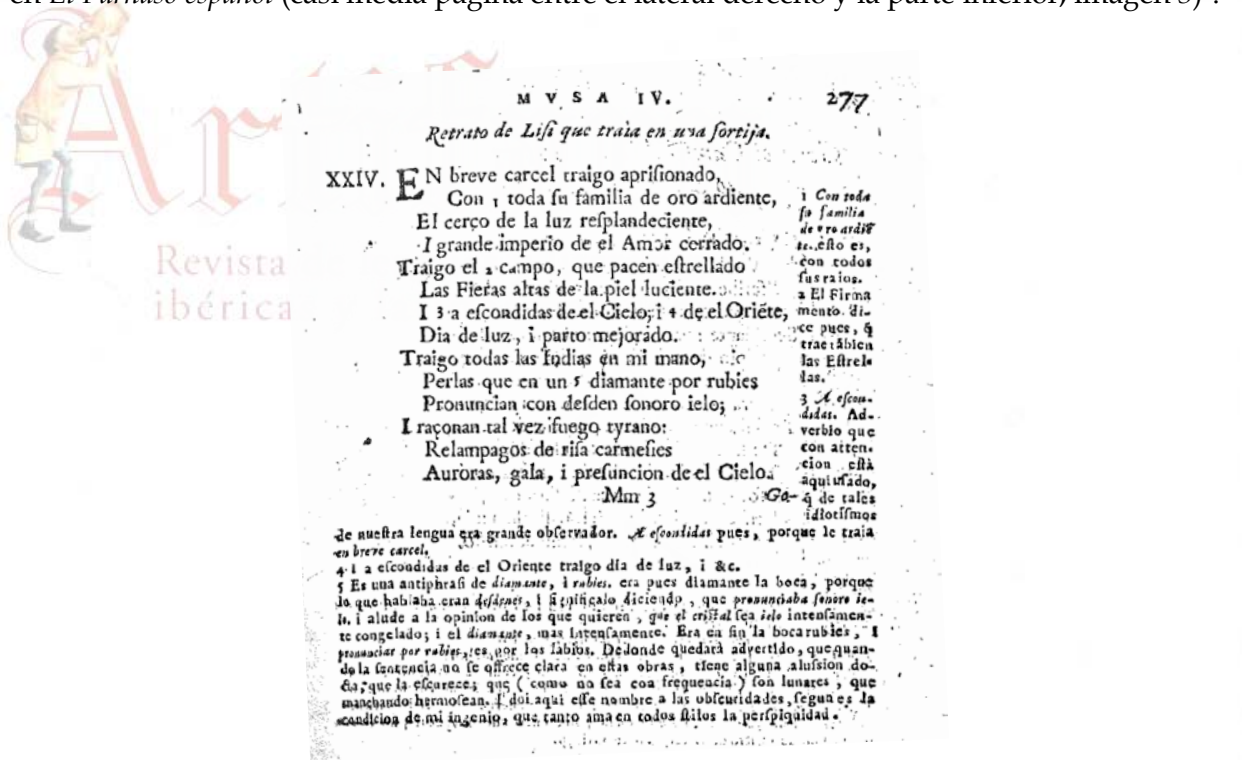 en El Parnaso español (casi media página entre el lateral derecho y la parte inferior, imagen 3) .
Arte
Revista
ibérica
MVSA IV. 277
Retrato de Liſi que traia en una ſortija.
XXIV. EN breve carcel traigo apriſionado,
Con 1 toda ſu familia de oro ardiente,
El cerco de la luz reſplandeciente,
I grande imperio de el Amor cerrado.
Traigo el 2 campo, que pacen eſtrellado
Las Fieras altas de la piel luciente.
I 3 a eſcondidas de el Cielo, i 4 de el Oriẽte,
Dia de luz, i parto mejorado.
Traigo todas las Indias en mi mano,
Perlas que en un 5 diamante por rubies
Pronuncian con deſden ſonoro ielo;
I raçonan tal vez fuego tyrano:
Relampagos de riſa carmeſies
Auroras, gala, i preſuncion de el Cielo.
Mm 3 Go-
1 Con toda
ſu familia
de oro ardiẽ
te. eſto es,
con todos
ſus raios.
2 El Firma
mento. di-
ce pues, q̃
trae tãbien
las Eſtrel-
las.
3 A eſcon-
didas. Ad-
verbio que
con atten-
cion eſtà
aqui uſado,
q̃ de tales
idiotiſmos
de nueſtra lengua era grande obſervador. A eſcondidas pues, porque le traia
en breve carcel.
4 I a eſcondidas de el Oriente traigo dia de luz, i &c.
5 Es una antiphraſi de diamante, i rubies. era pues diamante la boca, porque
lo que hablaba eran deſdenes, i ſignificalo diciendo, que pronunciaba ſonoro ie-
lo. i alude a la opinion de los que quieren, que el criſtal ſea ielo intenſamen-
te congelado; i el diamante, mas intenſamente. Era en fin la boca rubies, i
pronunciar por rubies, es por los labios. De donde quedará advertido, que quan-
do la ſentencia no ſe offrece clara en eſtas obras, tiene alguna aluſsion do-
cta, que la eſcurece; que (como no ſea con frequencia) ſon lunares, que
manchando hermoſean. I doi aqui eſſe nombre a las obſcuridades, ſegun es la
condicion de mi ingenio, que tanto ama en todos ſtilos la perſpiquidad.